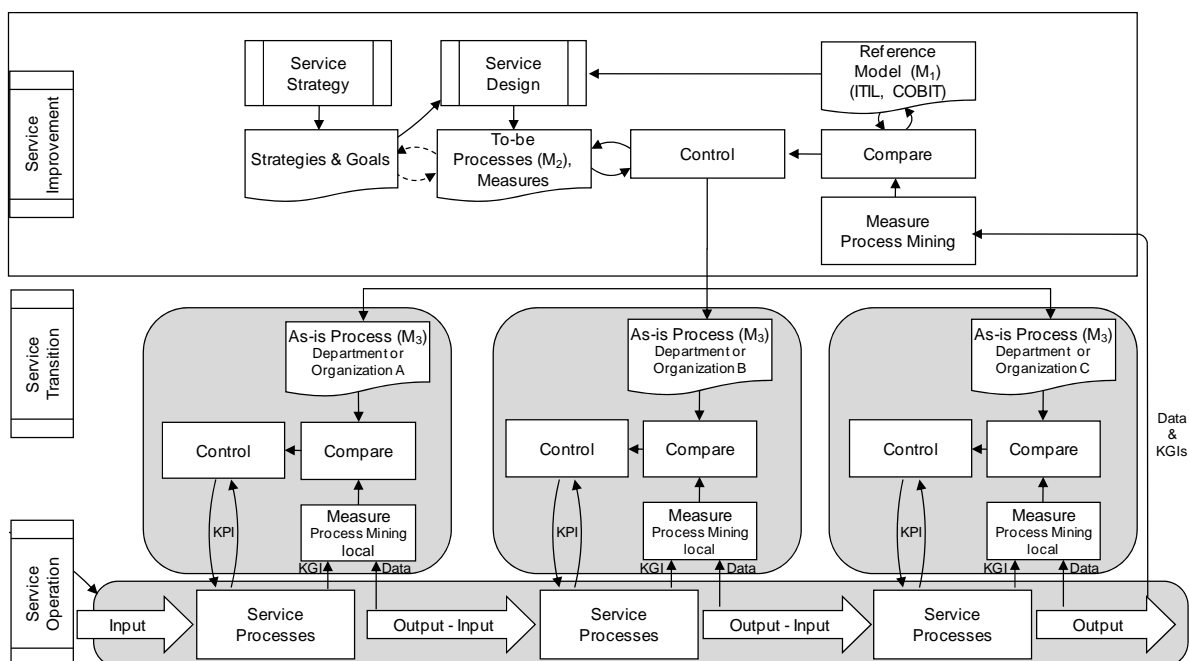 Service
Improvement
Service
Strategy
Service
Design
Reference
Model (M1)
(ITIL, COBIT)
Strategies & Goals
To-be
Processes (M2),
Measures
Control
Compare
Measure
Process Mining
Service
Transition
As-is Process (M3)
Department or
Organization A
Control
Compare
KPI
Measure
Process Mining
local
KGI
Data
As-is Process (M3)
Department or
Organization B
Control
Compare
KPI
Measure
Process Mining
local
KGI
Data
As-is Process (M3)
Department or
Organization C
Control
Compare
KPI
Measure
Process Mining
local
KGI
Data
Data
&
KGIs
Service
Operation
Input
Service
Processes
Output - Input
Service
Processes
Output - Input
Service
Processes
Output